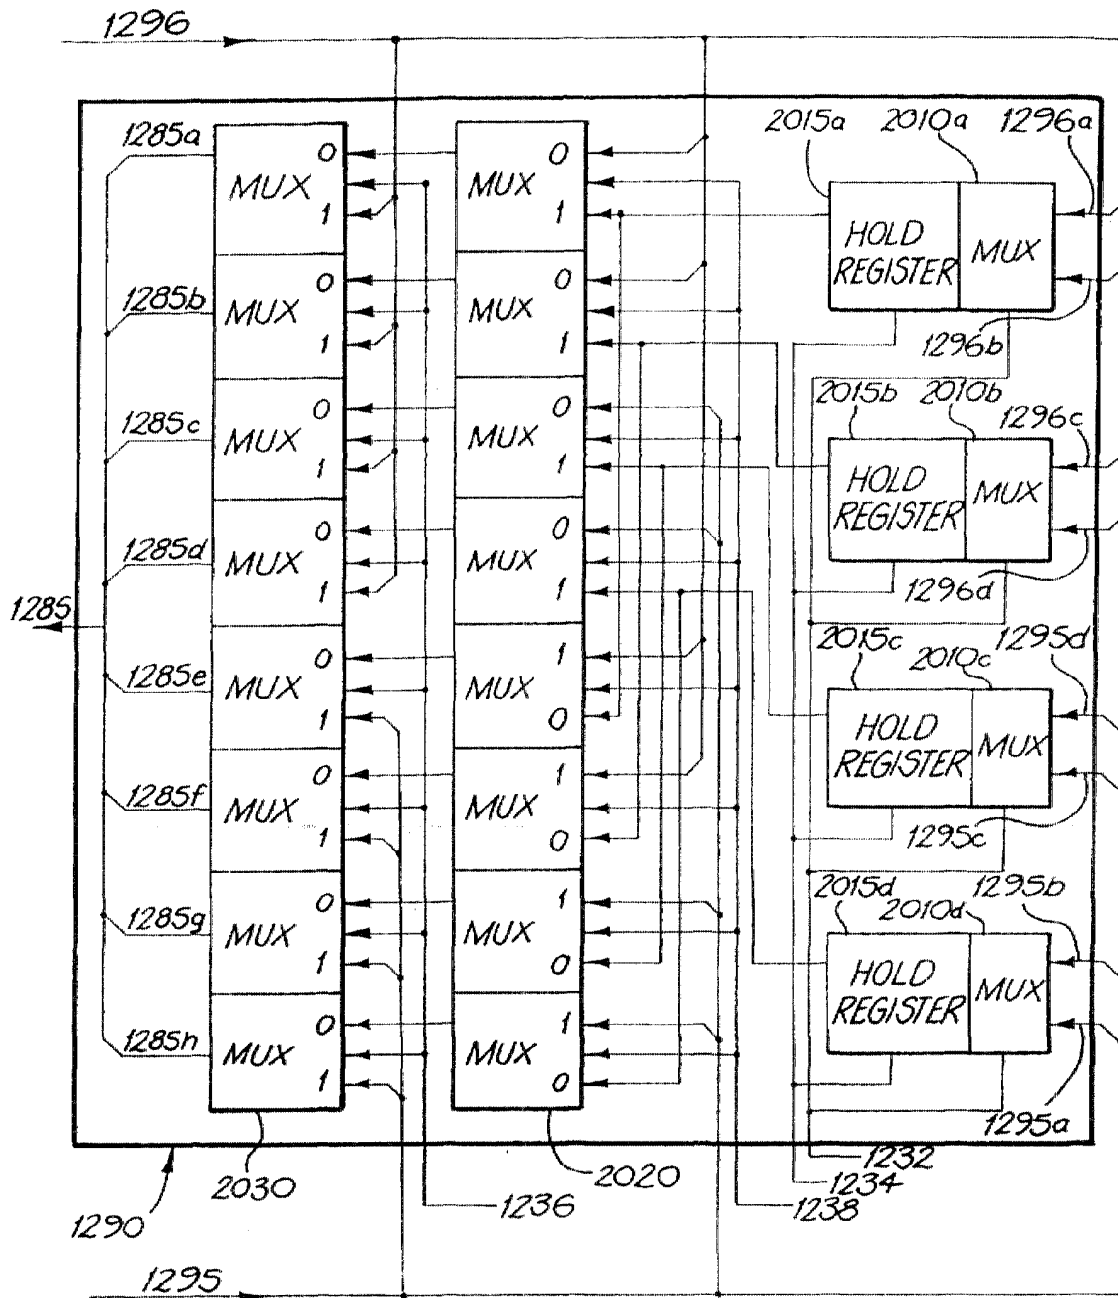 1296
2015a 2010a 1296a
1285a
MUX 0 1
MUX 0 1
HOLD REGISTER
MUX
1296b
1285b
MUX 0 1
MUX 0 1
2015b 2010b 1296c
1285c
MUX 0 1
MUX 0 1
HOLD REGISTER
MUX
1296d
1285d
MUX 0 1
MUX 0 1
1285
2015c 2010c 1295d
1285e
MUX 0 1
MUX 1 0
HOLD REGISTER
MUX
1295c
1285f
MUX 0 1
MUX 1 0
2015d 2010d 1295b
1285g
MUX 0 1
MUX 1 0
HOLD REGISTER
MUX
1295a
1285h
MUX 0 1
MUX 1 0
1232
1234
2030
2020
1236
1238
1290
1295